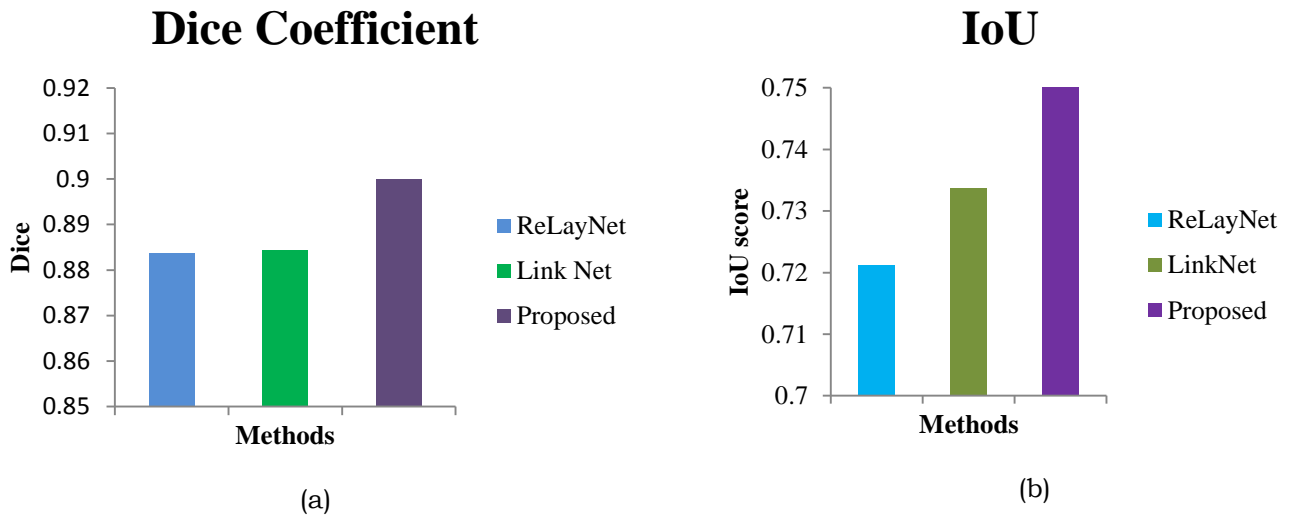 Dice Coefficient
0.92
0.91
0.9
0.89
0.88
0.87
0.86
0.85
Dice
Methods
ReLayNet
Link Net
Proposed
(a)
IoU
0.75
0.74
0.73
0.72
0.71
0.7
IoU score
Methods
ReLayNet
LinkNet
Proposed
(b)